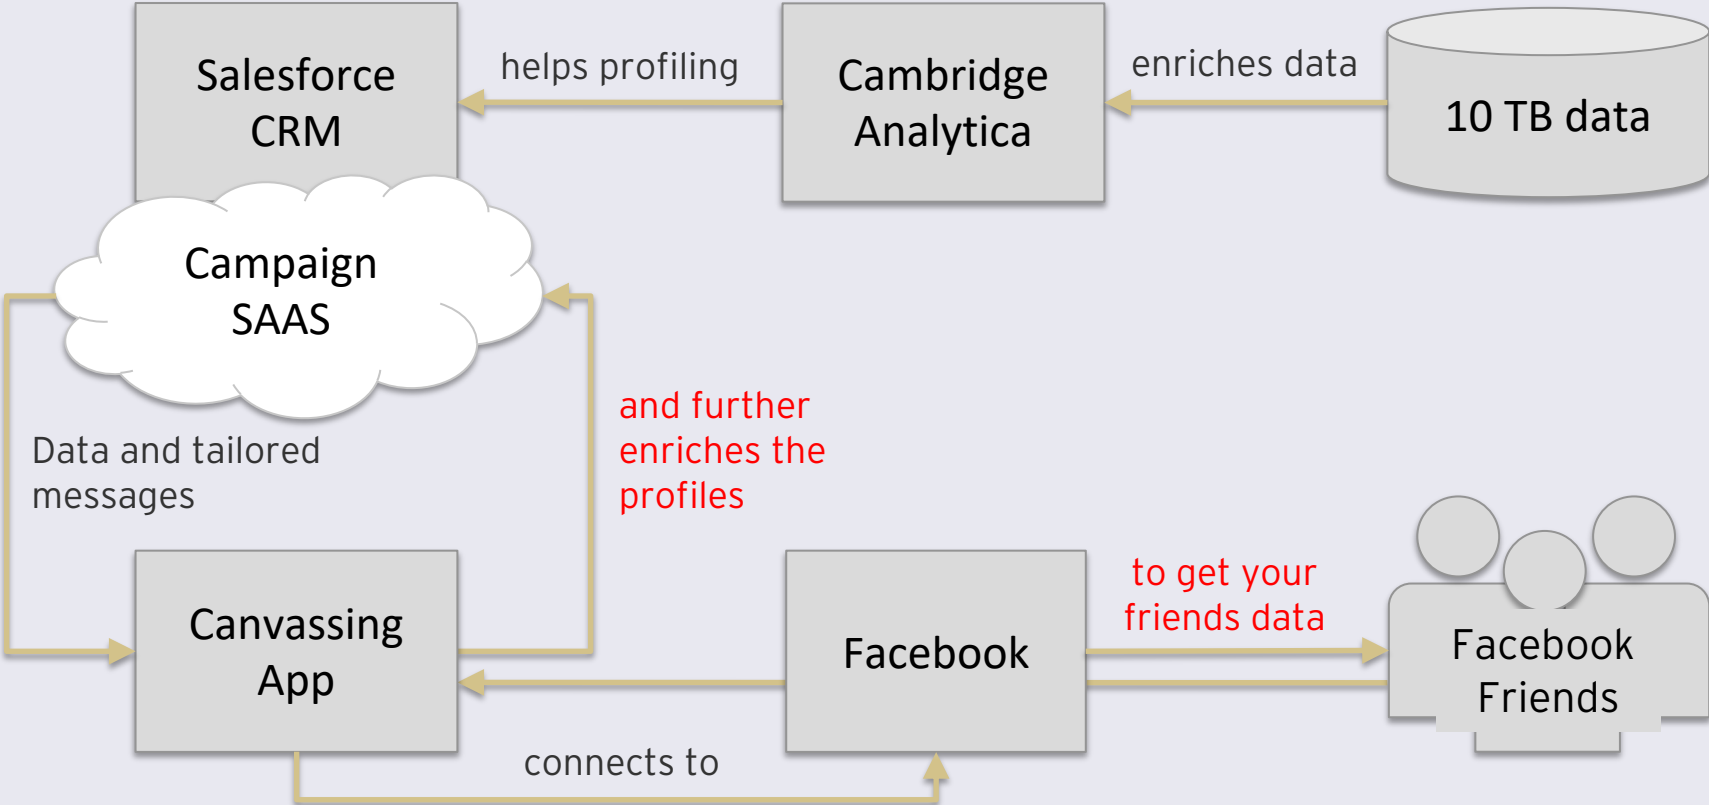 Salesforce
CRM
helps profiling
Cambridge
Analytica
enriches data
10 TB data
Campaign
SAAS
Data and tailored
messages
and further
enriches the
profiles
Canvassing
App
connects to
Facebook
to get your
friends data
Facebook
Friends